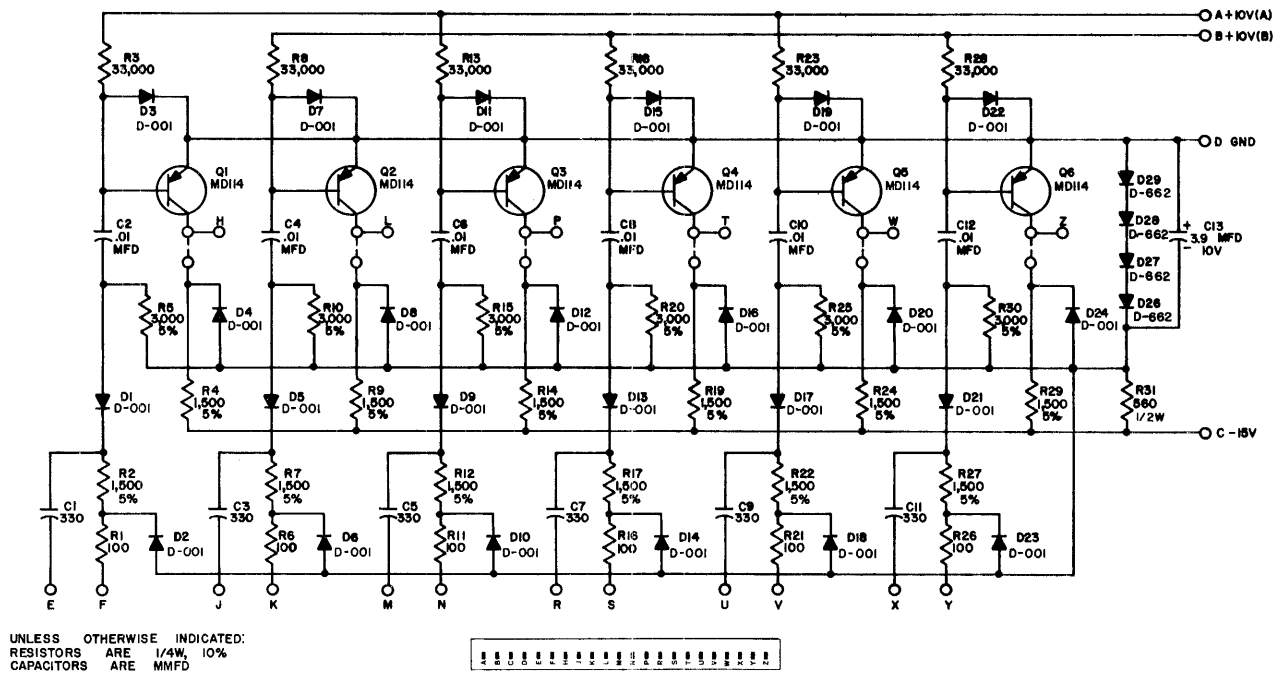 A+10V(A)
B+10V(B)
R3 33,000
R8 33,000
R13 33,000
R18 33,000
R23 33,000
R28 33,000
D3 D-001
D7 D-001
D11 D-001
D15 D-001
D19 D-001
D22 D-001
D GND
Q1 MD114
Q2 MD114
Q3 MD114
Q4 MD114
Q5 MD114
Q6 MD114
D29 D-662
D28 D-662
D27 D-662
D26 D-662
C13 3.9 MFD 10V
+
−
H
L
P
T
W
Z
C2 .01 MFD
C4 .01 MFD
C6 .01 MFD
C8 .01 MFD
C10 .01 MFD
C12 .01 MFD
R5 3,000 5%
D4 D-001
R10 3,000 5%
D8 D-001
R15 3,000 5%
D12 D-001
R20 3,000 5%
D16 D-001
R25 3,000 5%
D20 D-001
R30 3,000 5%
D24 D-001
D1 D-001
R4 1,500 5%
D5 D-001
R9 1,500 5%
D9 D-001
R14 1,500 5%
D13 D-001
R19 1,500 5%
D17 D-001
R24 1,500 5%
D21 D-001
R29 1,500 5%
R31 560 1/2W
C -15V
R2 1,500 5%
R7 1,500 5%
R12 1,500 5%
R17 1,500 5%
R22 1,500 5%
R27 1,500 5%
C1 330
R1 100
D2 D-001
C3 330
R6 100
D6 D-001
C5 330
R11 100
D10 D-001
C7 330
R16 100
D14 D-001
C9 330
R21 100
D18 D-001
C11 330
R26 100
D23 D-001
E F J K M N R S U V X Y
UNLESS OTHERWISE INDICATED:
RESISTORS ARE 1/4W, 10%
CAPACITORS ARE MMFD
A B C D E F H J K L M N P R S T U V W X Y Z